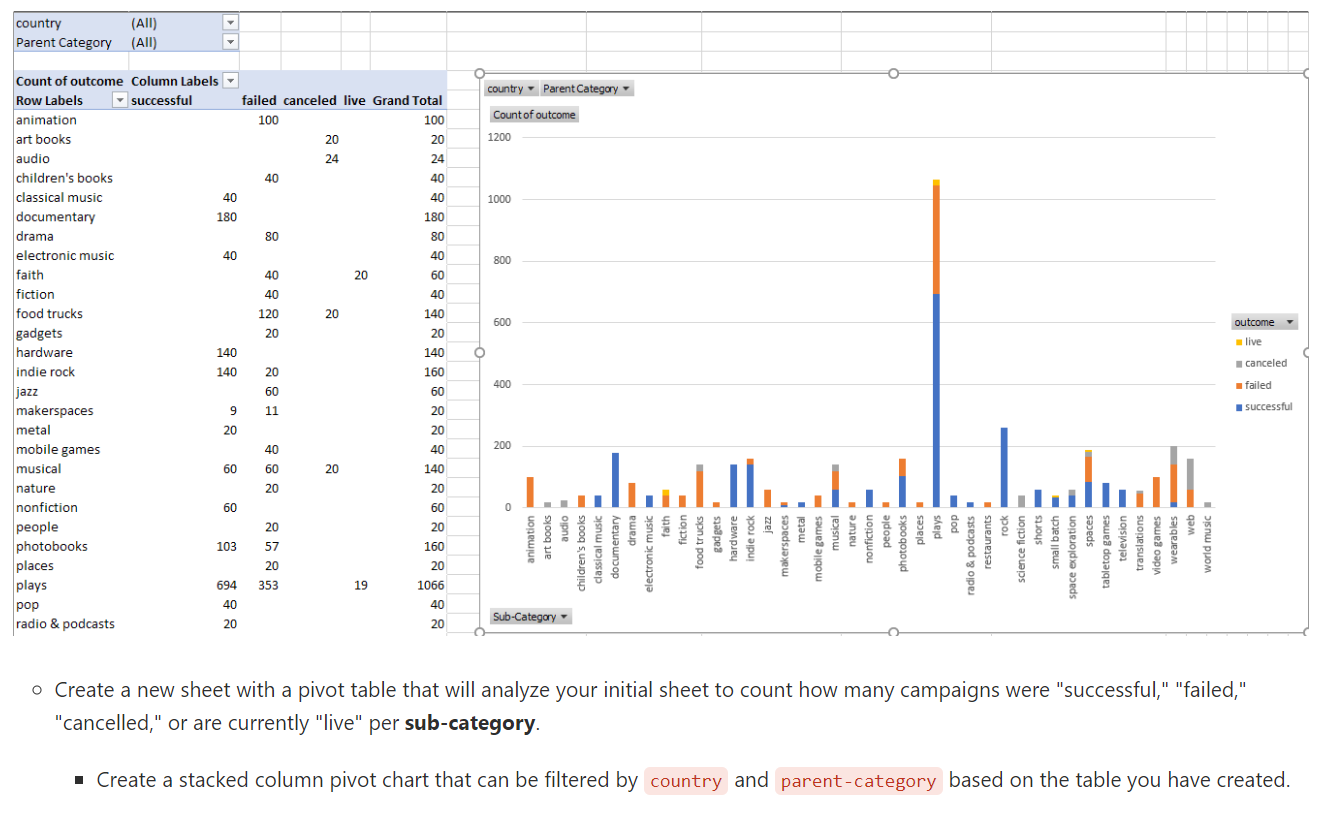 country (All)
Parent Category (All)
Count of outcome Column Labels
Row Labels successful failed canceled live Grand Total
animation 100 100
art books 20 20
audio 24 24
children's books 40 40
classical music 40 40
documentary 180 180
drama 80 80
electronic music 40 40
faith 40 20 60
fiction 40 40
food trucks 120 20 140
gadgets 20 20
hardware 140 140
indie rock 140 20 160
jazz 60 60
makerspaces 9 11 20
metal 20 20
mobile games 40 40
musical 60 60 20 140
nature 20 20
nonfiction 60 60
people 20 20
photobooks 103 57 160
places 20 20
plays 694 353 19 1066
pop 40 40
radio & podcasts 20 20
country Parent Category
Count of outcome
1200
1000
800
600
400
200
0
animation
art books
audio
children's books
classical music
documentary
drama
electronic music
faith
fiction
food trucks
gadgets
hardware
indie rock
jazz
makerspaces
metal
mobile games
musical
nature
nonfiction
people
photobooks
places
plays
pop
radio & podcasts
restaurants
rock
science fiction
shorts
small batch
space exploration
spaces
tabletop games
television
translations
video games
wearables
web
world music
outcome
live
canceled
failed
successful
Sub-Category
Create a new sheet with a pivot table that will analyze your initial sheet to count how many campaigns were "successful," "failed,"
"cancelled," or are currently "live" per sub-category.
Create a stacked column pivot chart that can be filtered by country and parent-category based on the table you have created.